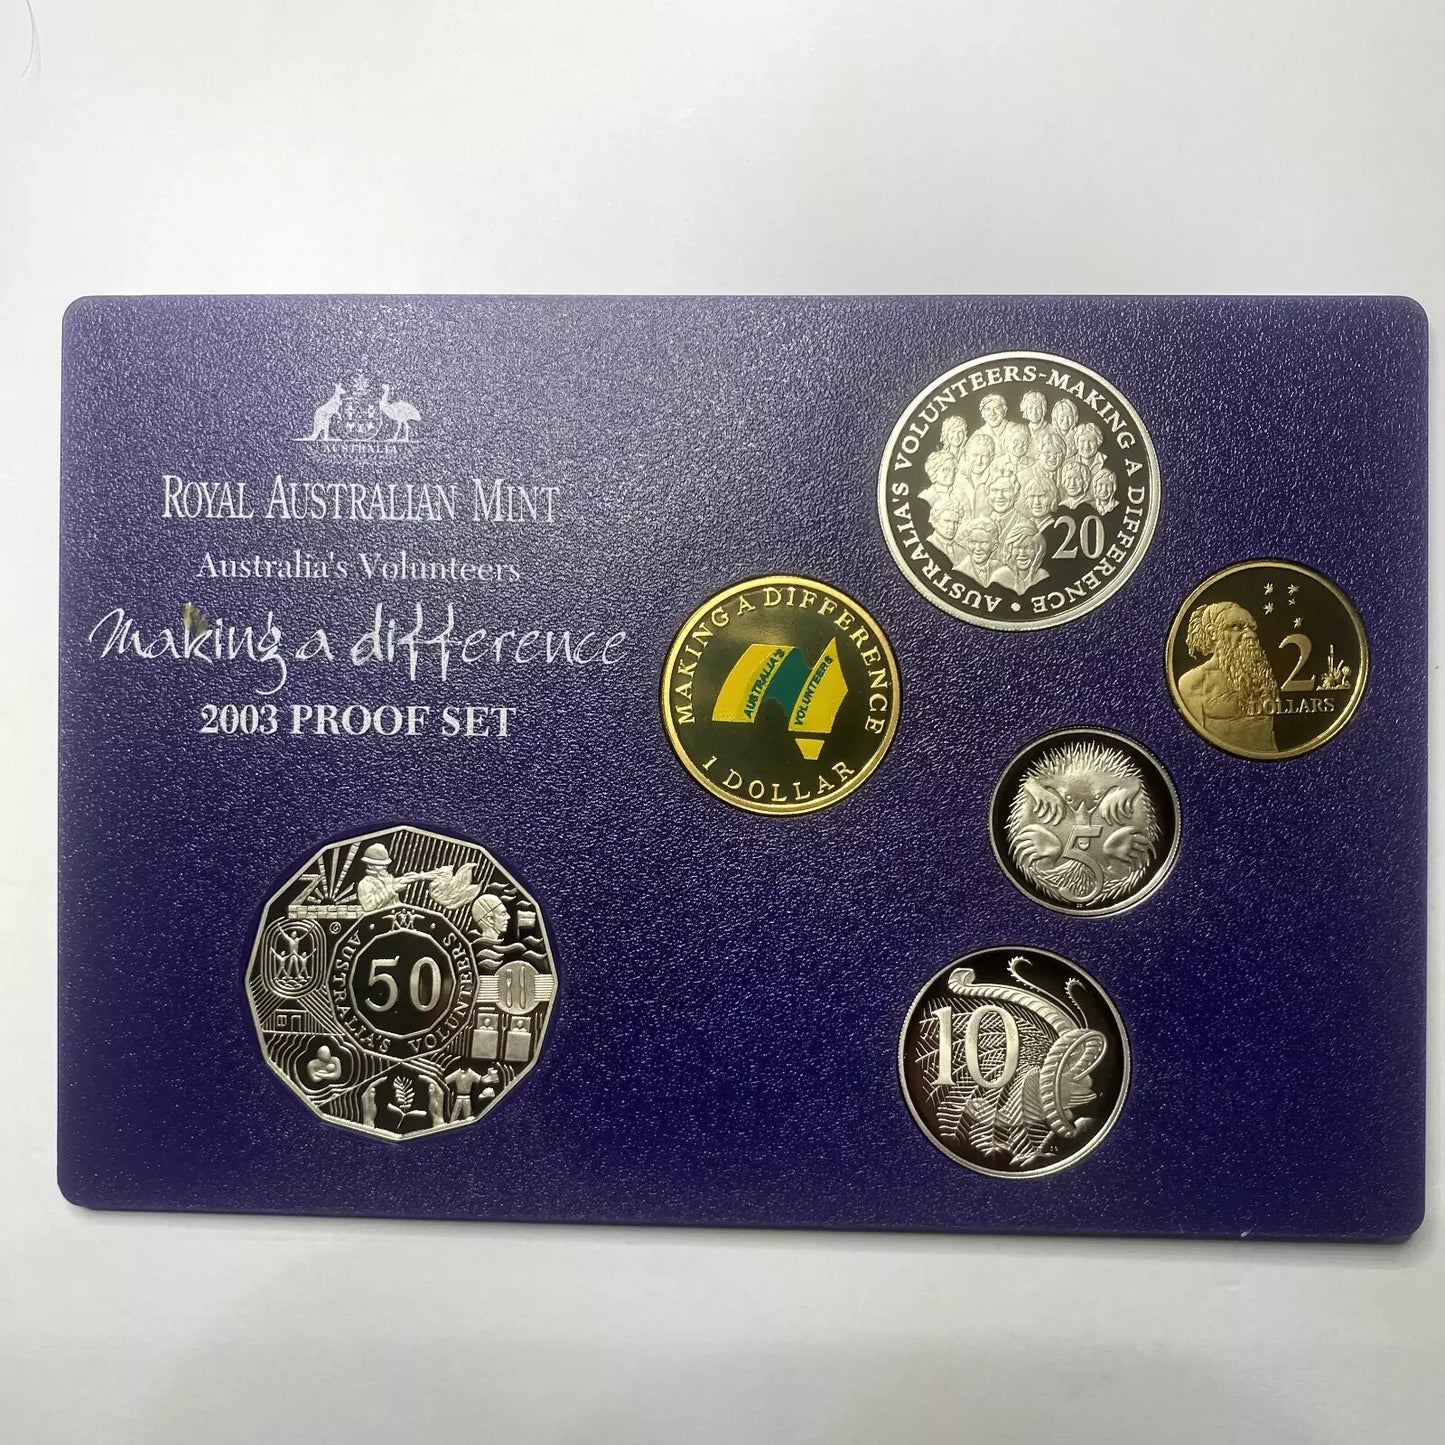 AUSTRALIA
ROYAL AUSTRALIAN MINT
Australia's Volunteers
Making a difference
2003 PROOF SET
AUSTRALIA'S VOLUNTEERS-MAKING A DIFFERENCE •
20
MAKING A DIFFERENCE
AUSTRALIA'S
VOLUNTEERS
1 DOLLAR
2
DOLLARS
5
10
50
• AUSTRALIA'S VOLUNTEERS •